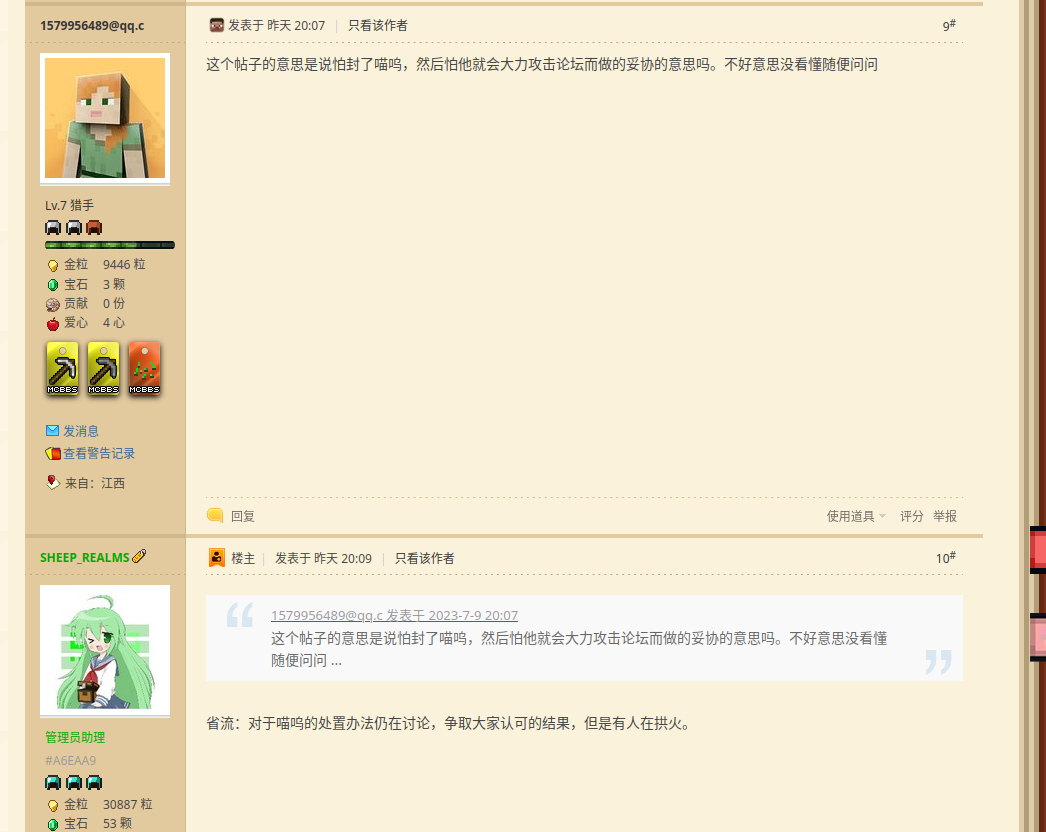 1579956489@qq.c
发表于 昨天 20:07 | 只看该作者
9#
这个帖子的意思是说怕封了喵呜，然后怕他就会大力攻击论坛而做的妥协的意思吗。不好意思没看懂随便问问
Lv.7 猎手
金粒 9446 粒
宝石 3 颗
贡献 0 份
爱心 4 心
MCBBS MCBBS MCBBS
发消息
查看警告记录
来自：江西
回复
使用道具 评分 举报
SHEEP_REALMS
楼主 | 发表于 昨天 20:09 | 只看该作者
10#
1579956489@qq.c 发表于 2023-7-9 20:07
这个帖子的意思是说怕封了喵呜，然后怕他就会大力攻击论坛而做的妥协的意思吗。不好意思没看懂
随便问问 ...
省流：对于喵呜的处置办法仍在讨论，争取大家认可的结果，但是有人在拱火。
管理员助理
#A6EAA9
金粒 30887 粒
宝石 53 颗